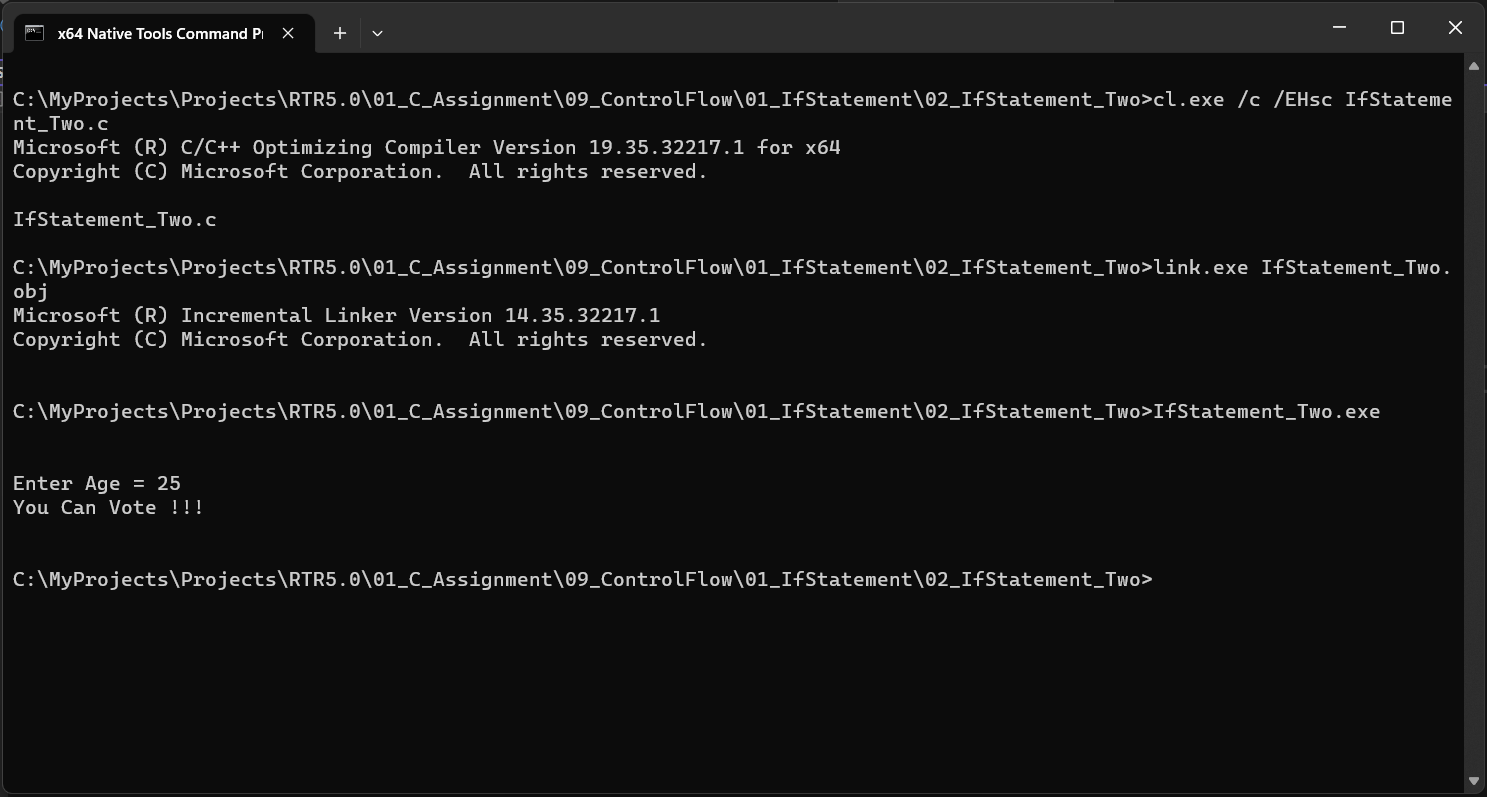 x64 Native Tools Command P
C:\MyProjects\Projects\RTR5.0\01_C_Assignment\09_ControlFlow\01_IfStatement\02_IfStatement_Two>cl.exe /c /EHsc IfStateme
nt_Two.c
Microsoft (R) C/C++ Optimizing Compiler Version 19.35.32217.1 for x64
Copyright (C) Microsoft Corporation.  All rights reserved.
IfStatement_Two.c
C:\MyProjects\Projects\RTR5.0\01_C_Assignment\09_ControlFlow\01_IfStatement\02_IfStatement_Two>link.exe IfStatement_Two.
obj
Microsoft (R) Incremental Linker Version 14.35.32217.1
Copyright (C) Microsoft Corporation.  All rights reserved.
C:\MyProjects\Projects\RTR5.0\01_C_Assignment\09_ControlFlow\01_IfStatement\02_IfStatement_Two>IfStatement_Two.exe
Enter Age = 25
You Can Vote !!!
C:\MyProjects\Projects\RTR5.0\01_C_Assignment\09_ControlFlow\01_IfStatement\02_IfStatement_Two>